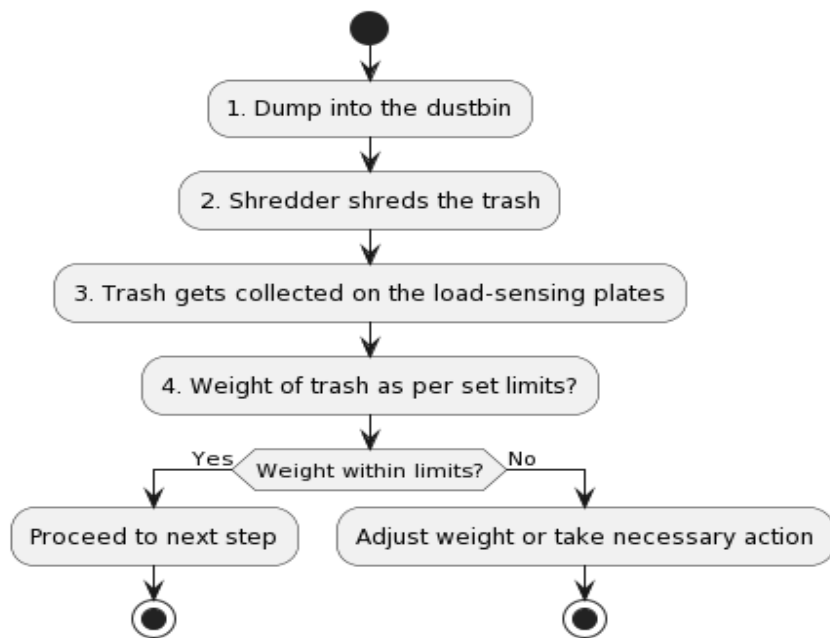 1. Dump into the dustbin
2. Shredder shreds the trash
3. Trash gets collected on the load-sensing plates
4. Weight of trash as per set limits?
Yes
Weight within limits?
No
Proceed to next step
Adjust weight or take necessary action